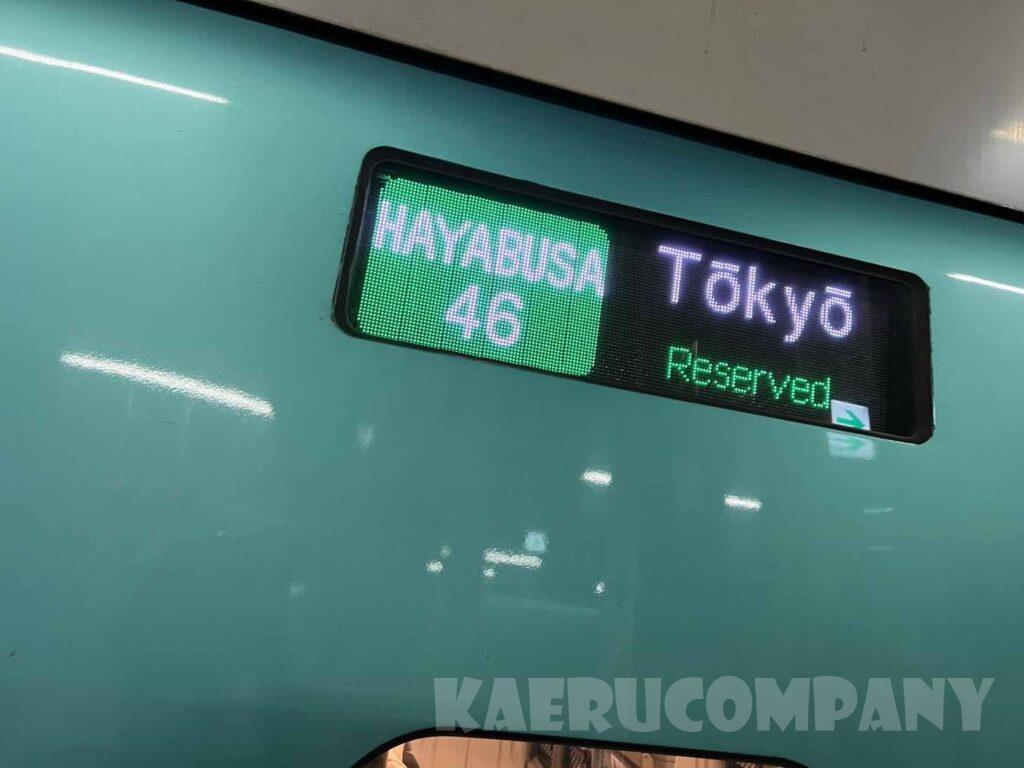 HAYABUSA
46
Tōkyō
Reserved
KAERUCOMPANY